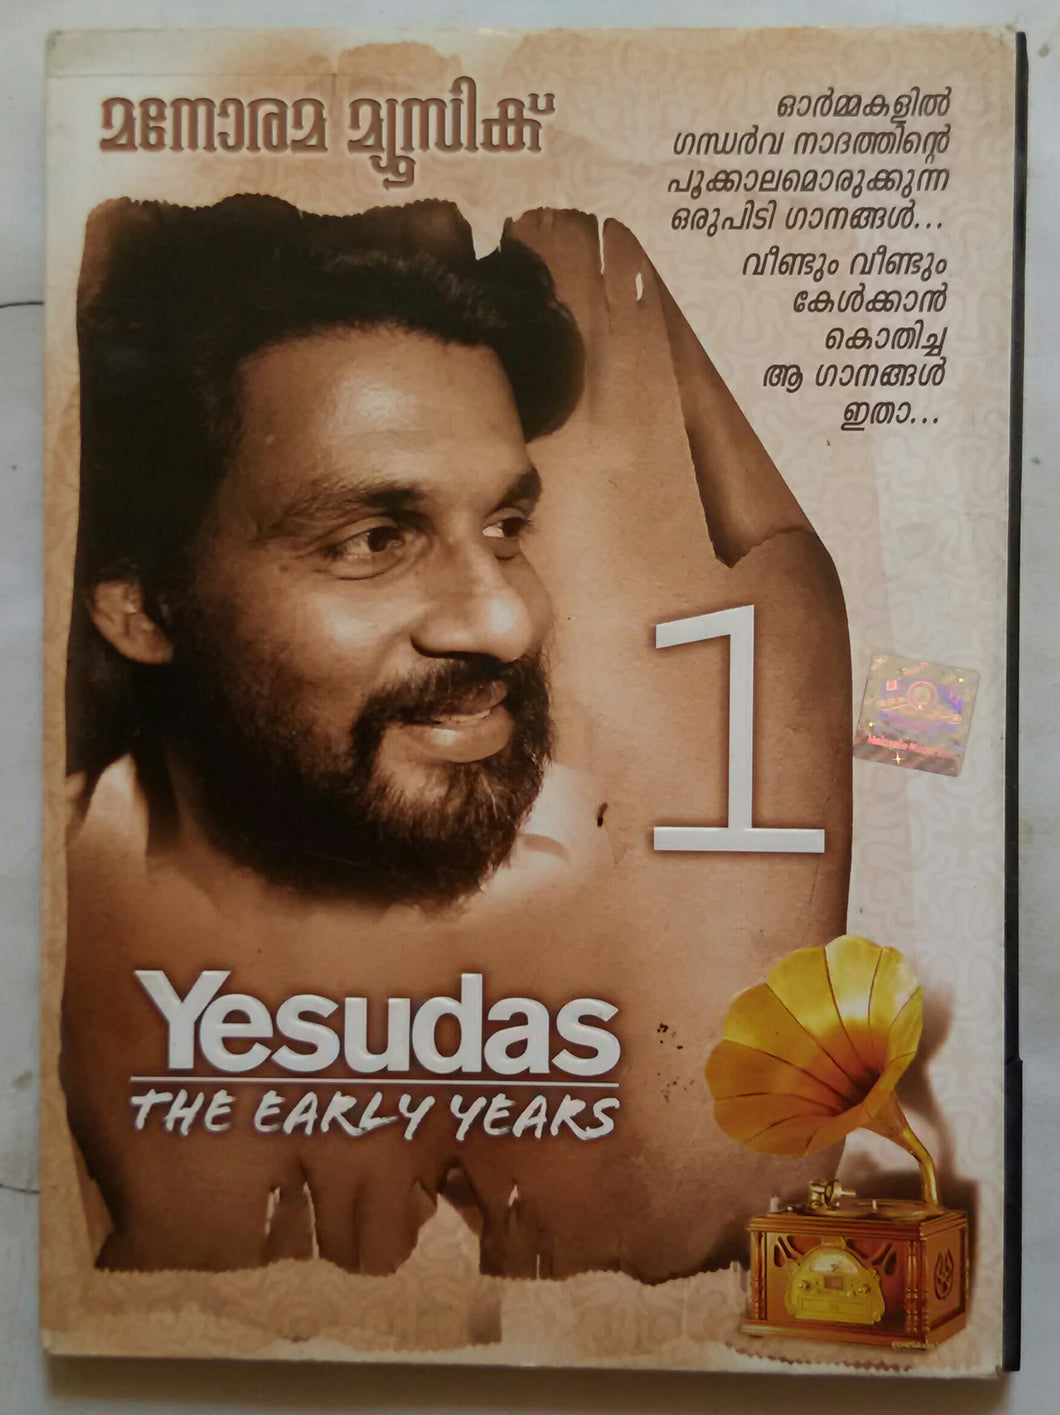 മനോരമ മ്യൂസിക്
ഓർമ്മകളിൽ
ഗന്ധർവ നാദത്തിന്റെ
പൂക്കാലമൊരുക്കുന്ന
ഒരുപിടി ഗാനങ്ങൾ...
വീണ്ടും വീണ്ടും
കേൾക്കാൻ
കൊതിച്ച
ആ ഗാനങ്ങൾ
ഇതാ...
1
Yesudas
THE EARLY YEARS